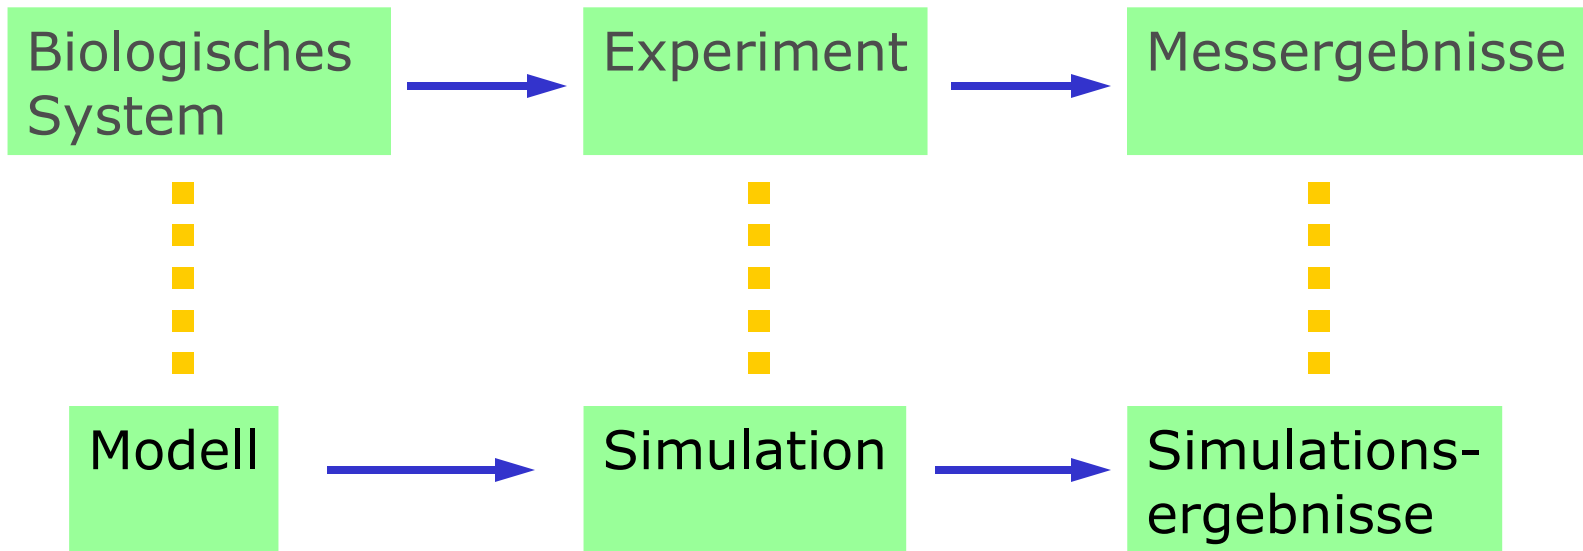 Biologisches
System
Experiment
Messergebnisse
Modell
Simulation
Simulations-
ergebnisse